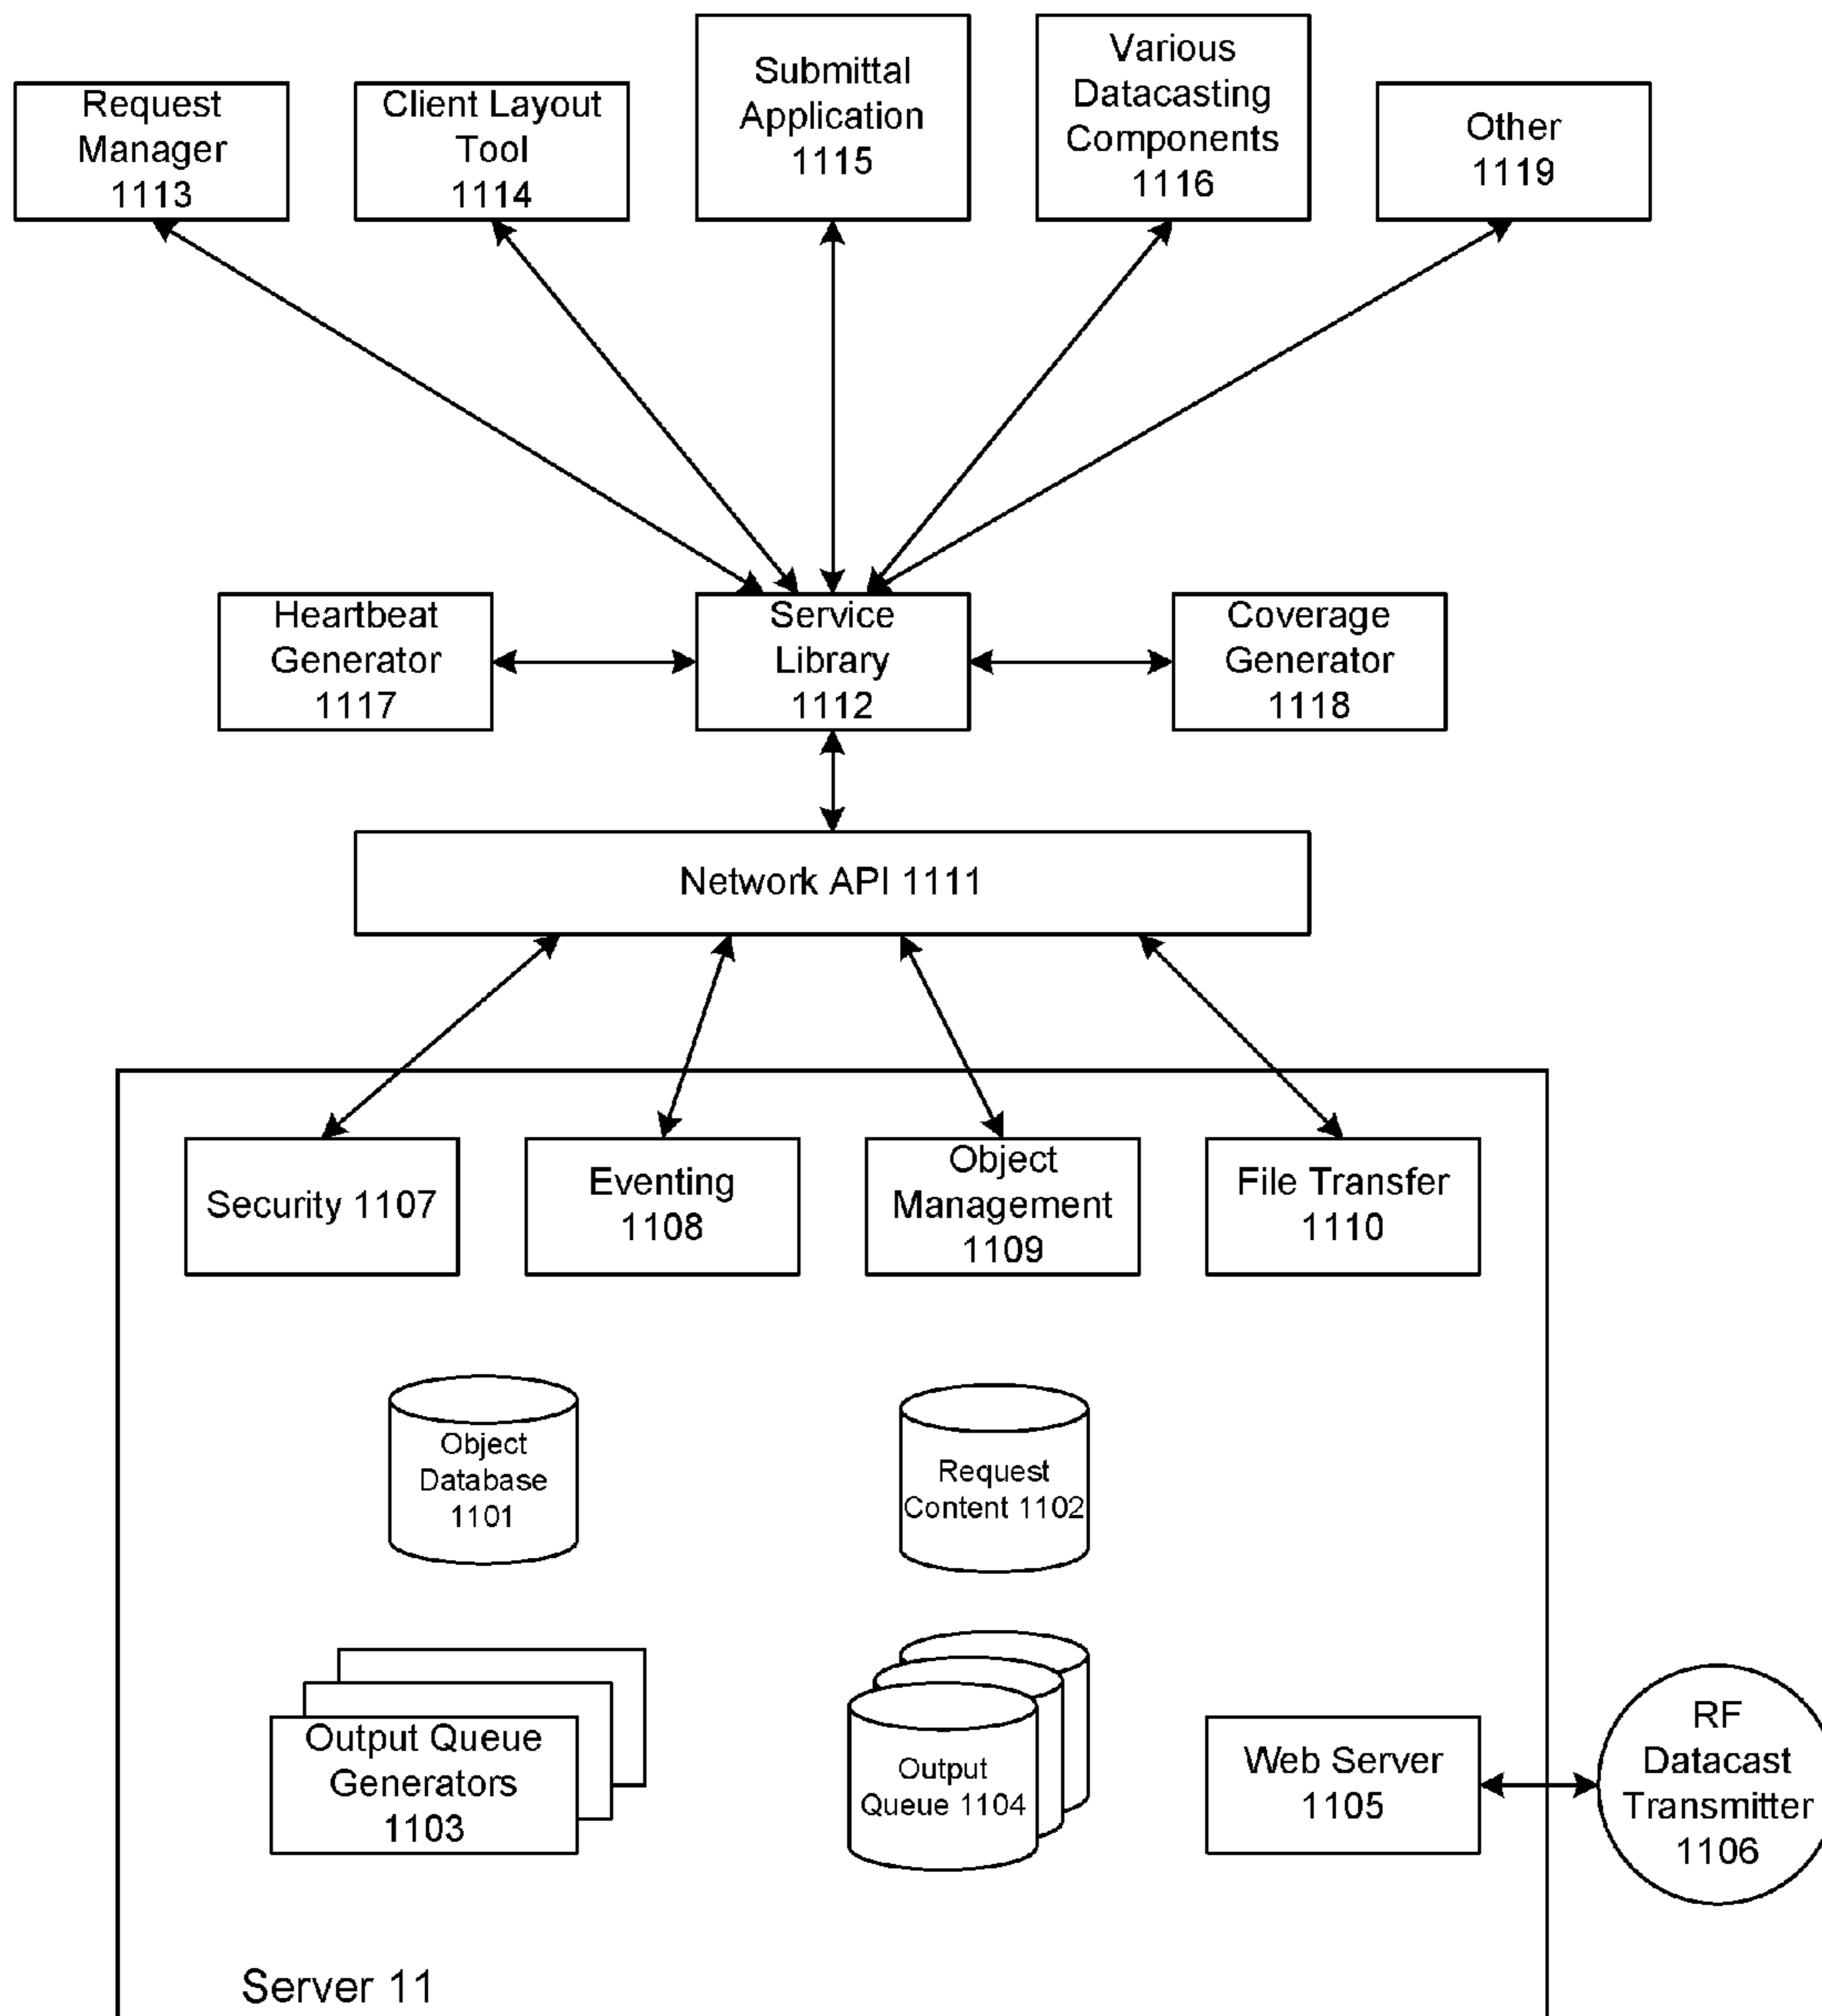 Request
Manager
1113
Client Layout
Tool
1114
Submittal
Application
1115
Various
Datacasting
Components
1116
Other
1119
Heartbeat
Generator
1117
Service
Library
1112
Coverage
Generator
1118
Network API 1111
Security 1107
Eventing
1108
Object
Management
1109
File Transfer
1110
Object
Database
1101
Request
Content 1102
Output Queue
Generators
1103
Output
Queue 1104
Web Server
1105
RF
Datacast
Transmitter
1106
Server 11